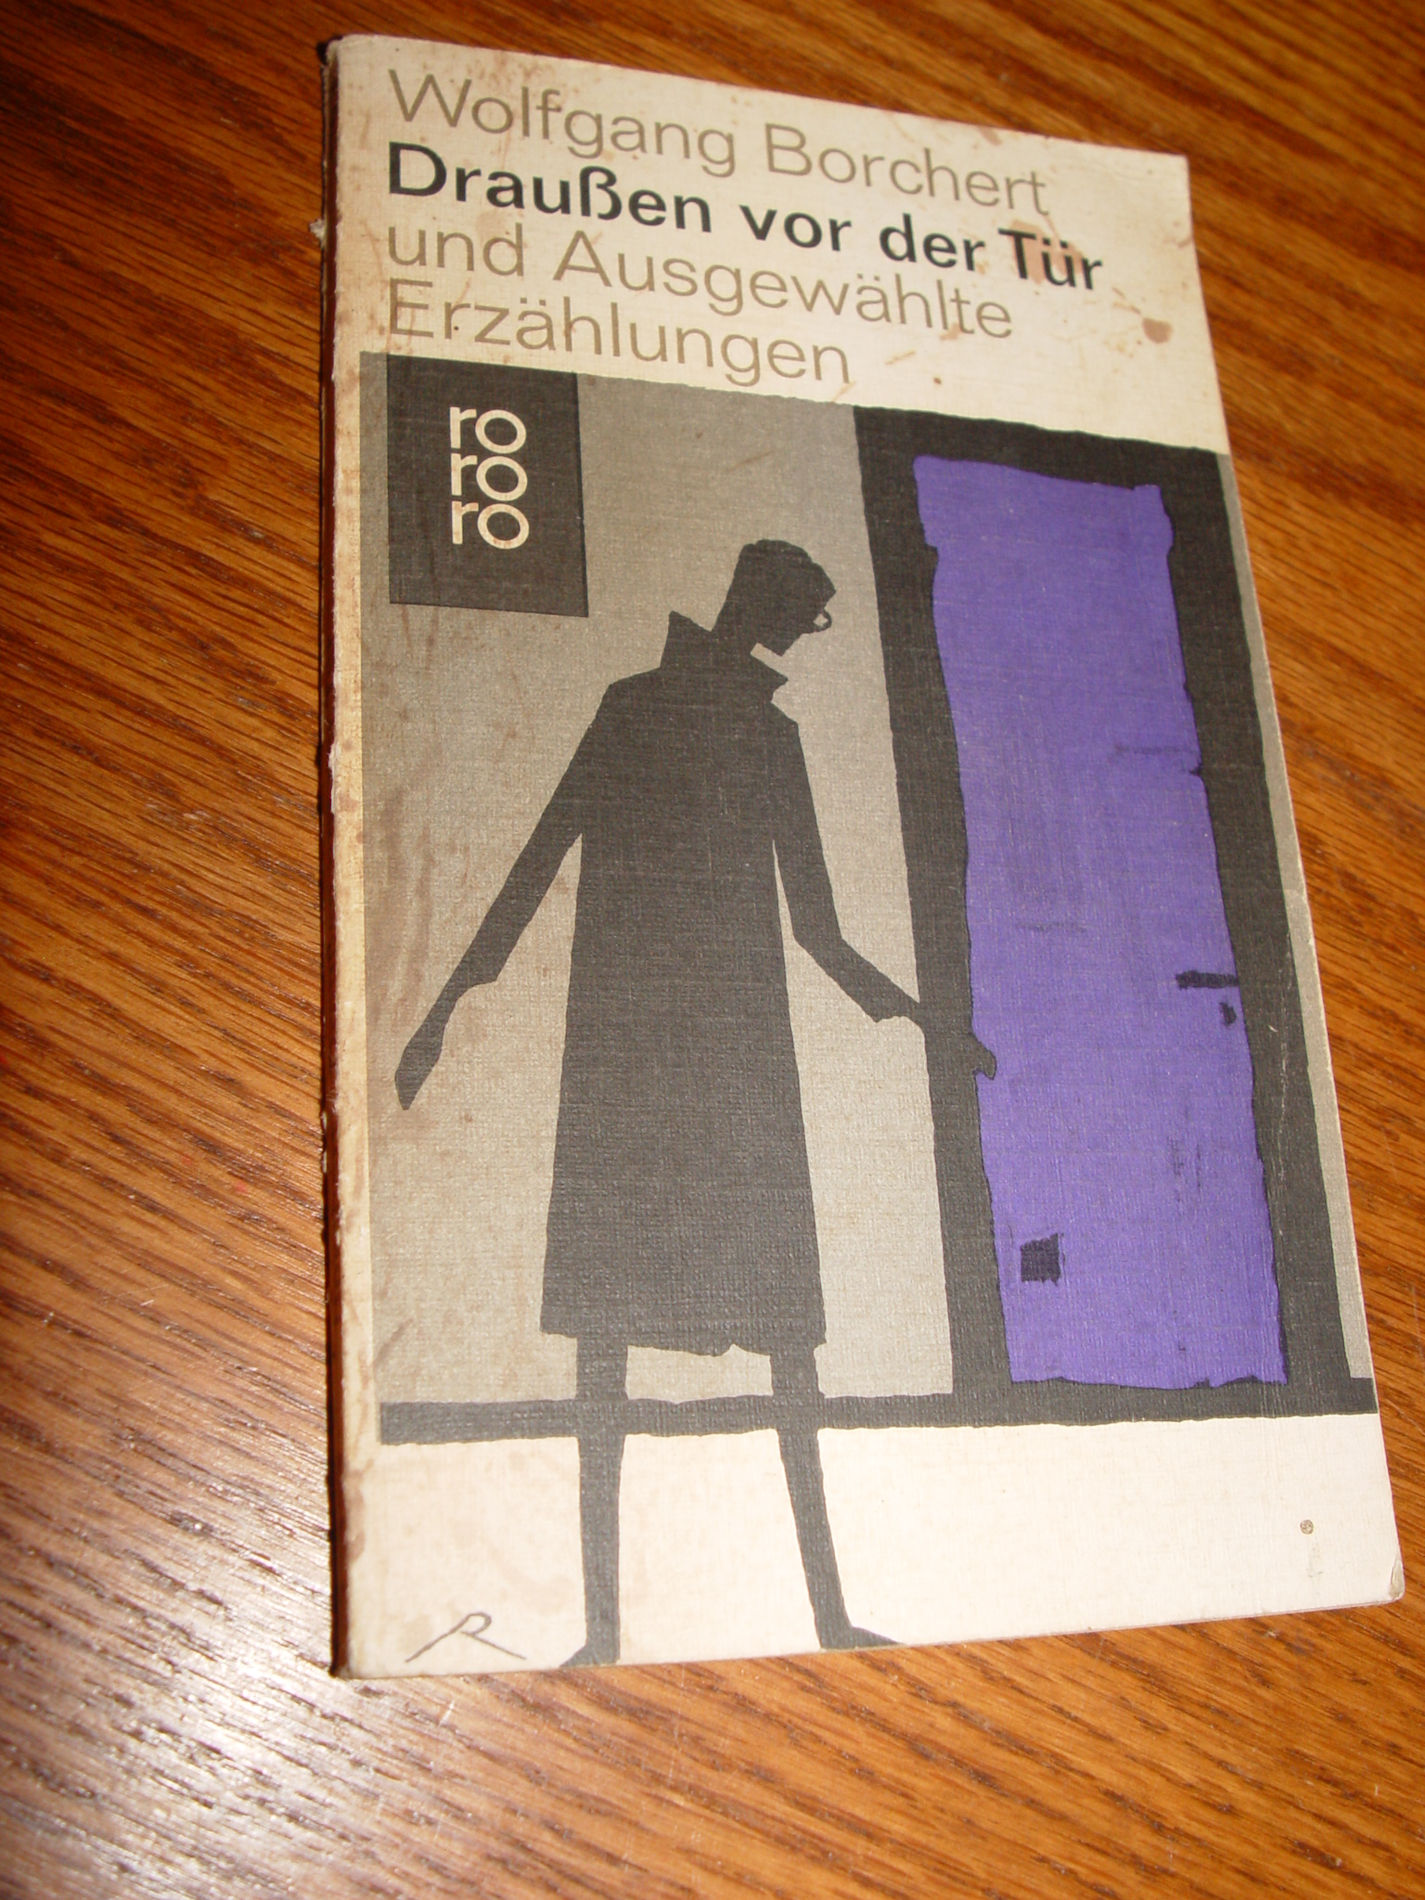 Wolfgang Borchert
Draußen vor der Tür
und Ausgewählte
Erzählungen
ro
ro
ro
R